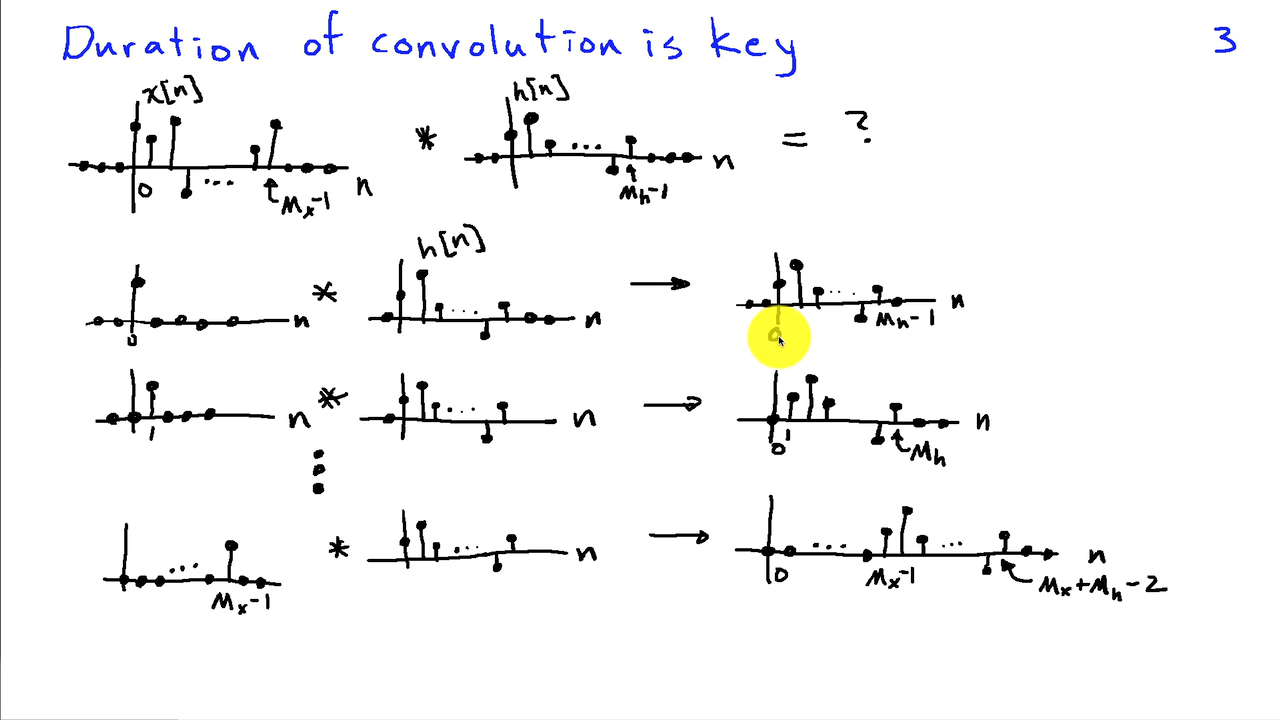 Duration of convolution is key 3
x[n] h[n]
* = ?
0 ... Mx-1 n ... Mh-1 n
h[n]
* →
0 n ... n 0 ... Mh-1 n
* →
1 n ... n 0 1 Mh n
⋮
* →
... Mx-1 ... n 0 ... Mx-1 ... Mx+Mh-2 n